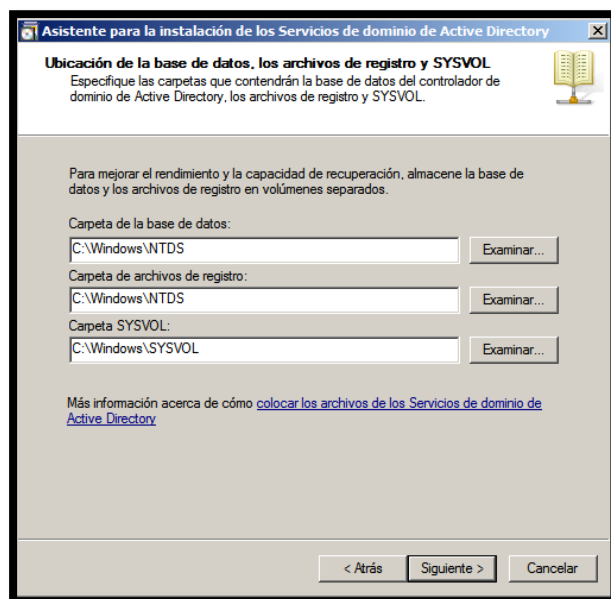 Asistente para la instalación de los Servicios de dominio de Active Directory
Ubicación de la base de datos, los archivos de registro y SYSVOL
Especifique las carpetas que contendrán la base de datos del controlador de
dominio de Active Directory, los archivos de registro y SYSVOL.
Para mejorar el rendimiento y la capacidad de recuperación, almacene la base de
datos y los archivos de registro en volúmenes separados.
Carpeta de la base de datos:
C:\Windows\NTDS Examinar...
Carpeta de archivos de registro:
C:\Windows\NTDS Examinar...
Carpeta SYSVOL:
C:\Windows\SYSVOL Examinar...
Más información acerca de cómo colocar los archivos de los Servicios de dominio de
Active Directory
< Atrás Siguiente > Cancelar